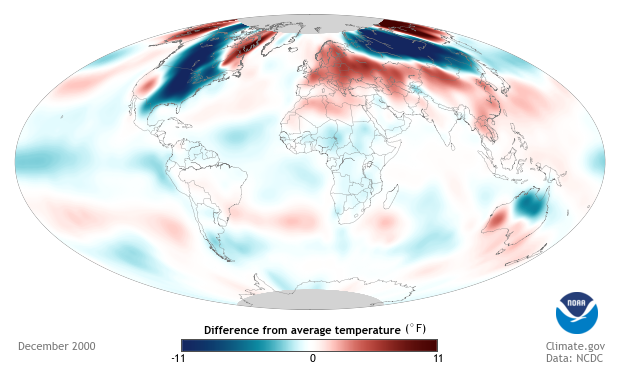 NOAA
Difference from average temperature (°F)
-11 0 11
December 2000
Climate.gov
Data: NCDC